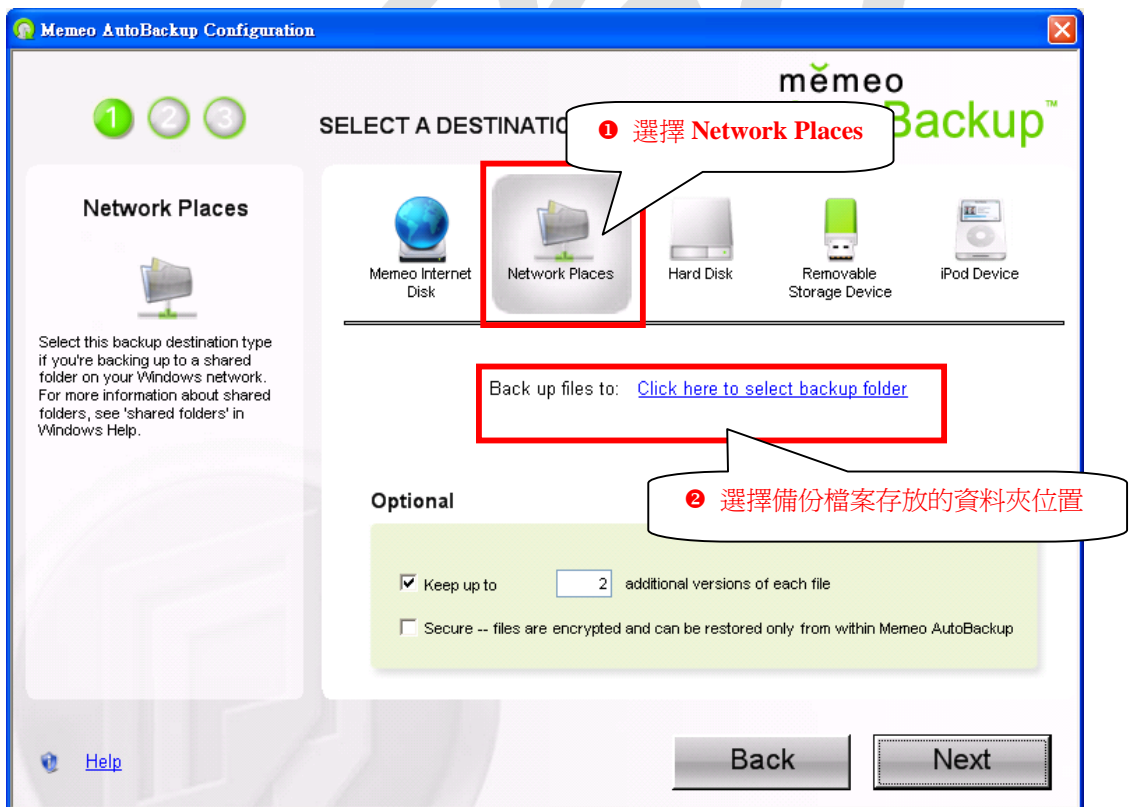 Memeo AutoBackup Configuration
mĕmeo
Backup™
1 2 3
SELECT A DESTINATIO
❶ 選擇 Network Places
Network Places
Select this backup destination type
if you're backing up to a shared
folder on your Windows network.
For more information about shared
folders, see 'shared folders' in
Windows Help.
Memeo Internet
Disk
Network Places
Hard Disk
Removable
Storage Device
iPod Device
Back up files to: Click here to select backup folder
❷ 選擇備份檔案存放的資料夾位置
Optional
Keep up to 2 additional versions of each file
Secure -- files are encrypted and can be restored only from within Memeo AutoBackup
Help
Back
Next